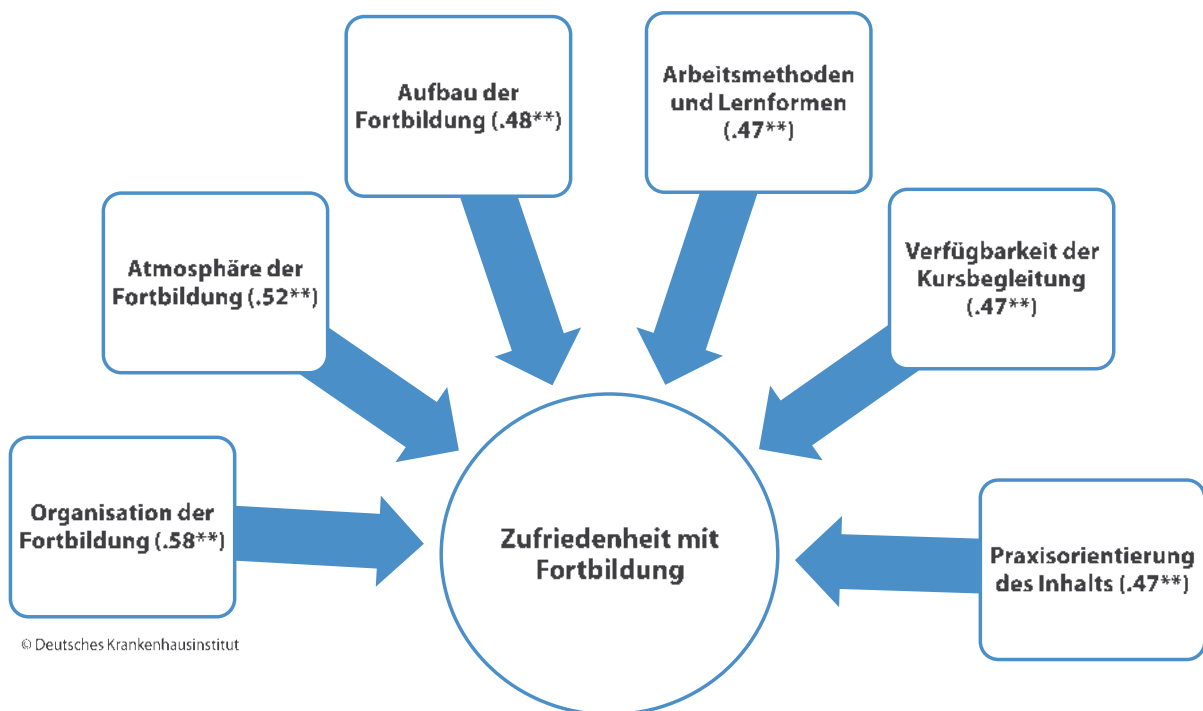 Aufbau der
Fortbildung (.48**)
Arbeitsmethoden
und Lernformen
(.47**)
Atmosphäre der
Fortbildung (.52**)
Verfügbarkeit der
Kursbegleitung
(.47**)
Organisation der
Fortbildung (.58**)
Zufriedenheit mit
Fortbildung
Praxisorientierung
des Inhalts (.47**)
© Deutsches Krankenhausinstitut